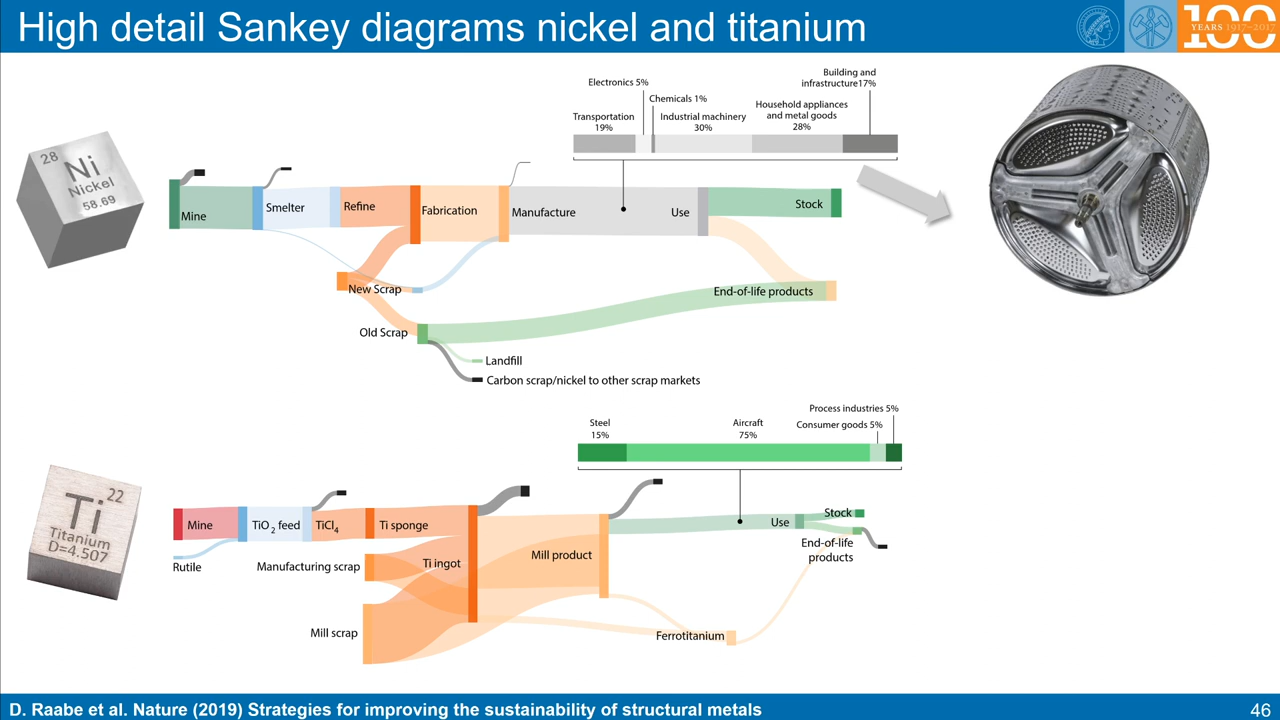 High detail Sankey diagrams nickel and titanium
100
YEARS 1917–2017
28
Ni
Nickel
58.69
Electronics 5%
Chemicals 1%
Building and
infrastructure17%
Transportation
19%
Industrial machinery
30%
Household appliances
and metal goods
28%
Mine
Smelter
Refine
Fabrication
Manufacture
Use
Stock
New Scrap
End-of-life products
Old Scrap
Landfill
Carbon scrap/nickel to other scrap markets
22
Ti
Titanium
D=4.507
Steel
15%
Aircraft
75%
Process industries 5%
Consumer goods 5%
Mine
TiO2 feed
TiCl4
Ti sponge
Rutile
Manufacturing scrap
Ti ingot
Mill product
Use
Stock
End-of-life
products
Mill scrap
Ferrotitanium
D. Raabe et al. Nature (2019) Strategies for improving the sustainability of structural metals
46